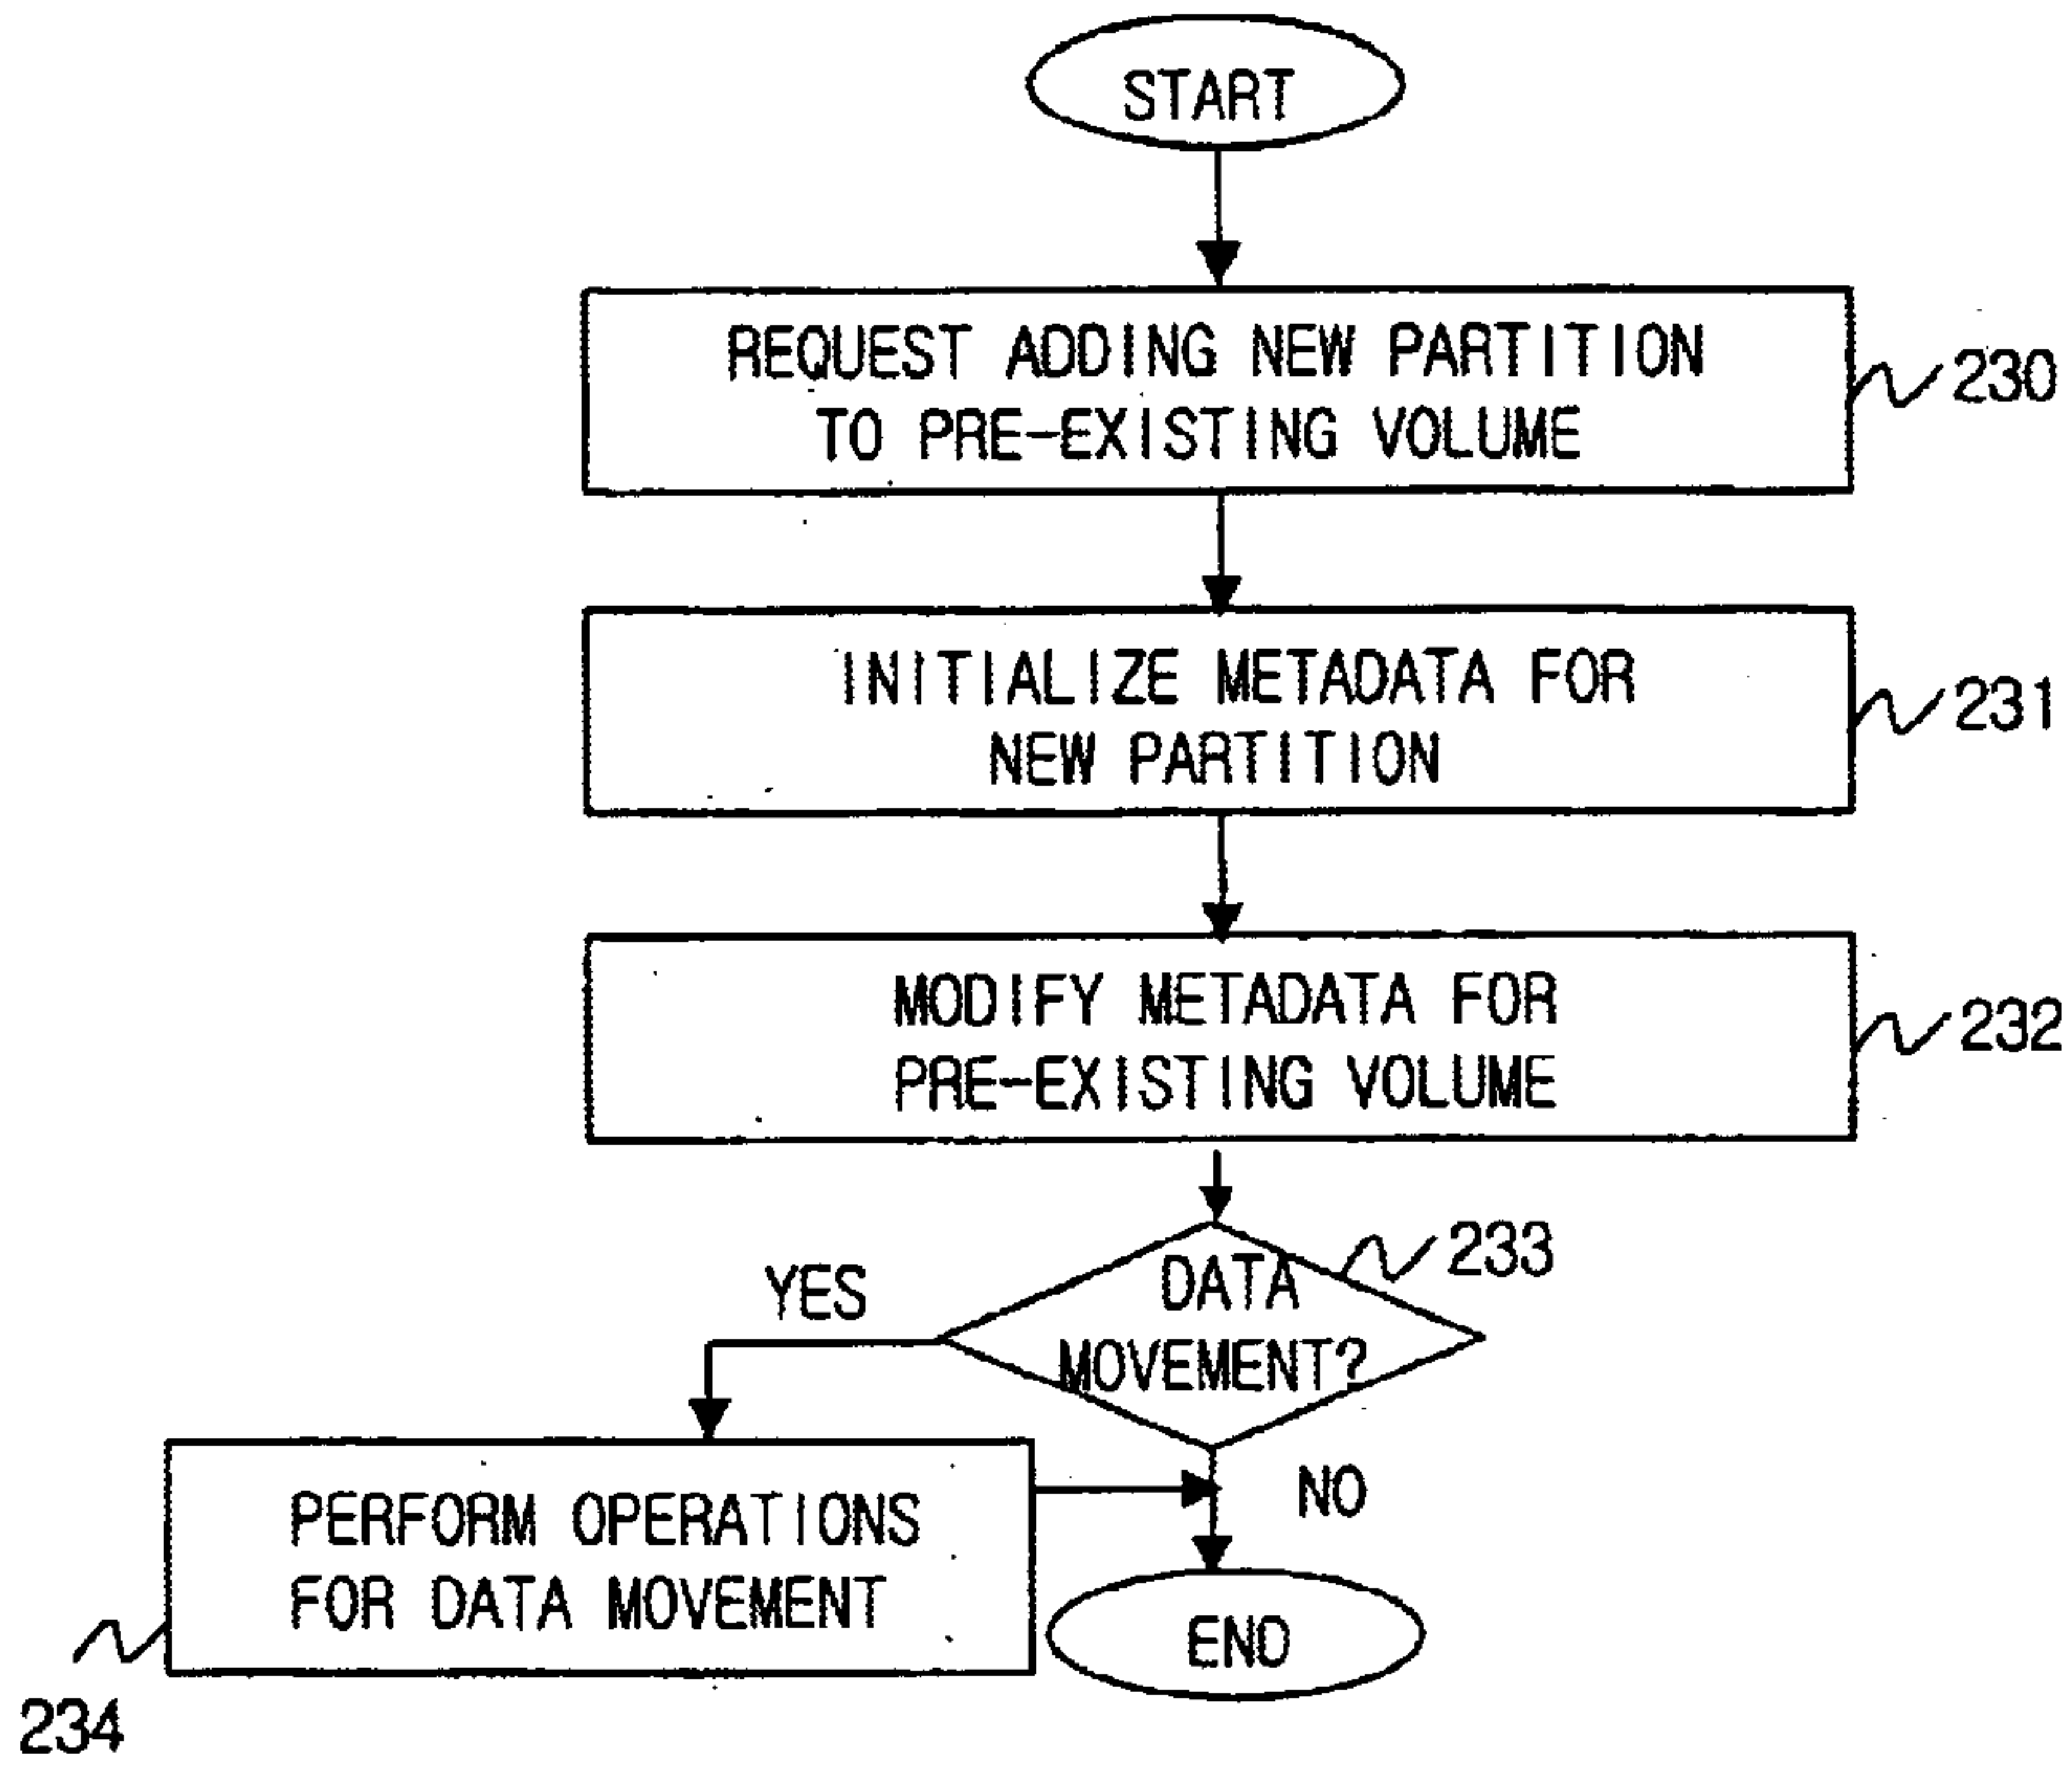 START
REQUEST ADDING NEW PARTITION
TO PRE-EXISTING VOLUME
230
INITIALIZE METADATA FOR
NEW PARTITION
231
MODIFY METADATA FOR
PRE-EXISTING VOLUME
232
233
DATA
MOVEMENT?
YES
NO
PERFORM OPERATIONS
FOR DATA MOVEMENT
234
END